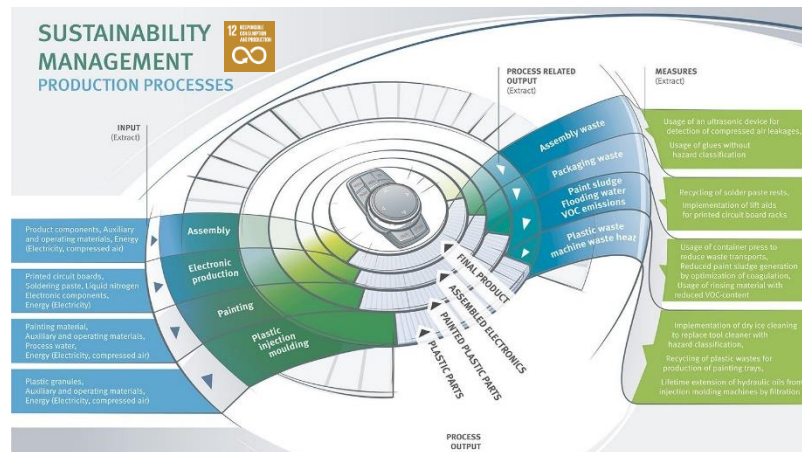 SUSTAINABILITY
MANAGEMENT
PRODUCTION PROCESSES
12 RESPONSIBLE
CONSUMPTION
AND PRODUCTION
INPUT
(Extract)
Product components, Auxiliary
and operating materials, Energy
(Electricity, compressed air)
Printed circuit boards,
Soldering paste, Liquid nitrogen
Electronic components,
Energy (Electricity)
Painting material,
Auxiliary and operating materials,
Process water,
Energy (Electricity, compressed air)
Plastic granules,
Auxiliary and operating materials,
Energy (Electricity, compressed air)
Assembly
Electronic
production
Painting
Plastic
injection
moulding
FINAL PRODUCT
ASSEMBLED ELECTRONICS
PAINTED PLASTIC PARTS
PLASTIC PARTS
PROCESS
OUTPUT
PROCESS RELATED
OUTPUT
(Extract)
Assembly waste
Packaging waste
Paint sludge
Flooding water
VOC emissions
Plastic waste
machine waste heat
MEASURES
(Extract)
Usage of an ultrasonic device for
detection of compressed air leakages,
Usage of glues without
hazard classification
Recycling of solder paste rests,
Implementation of lift aids
for printed circuit board racks
Usage of container press to
reduce waste transports,
Reduced paint sludge generation
by optimization of coagulation,
Usage of rinsing material with
reduced VOC-content
Implementation of dry ice cleaning
to replace tool cleaner with
hazard classification,
Recycling of plastic wastes for
production of painting trays,
Lifetime extension of hydraulic oils from
injection molding machines by filtration